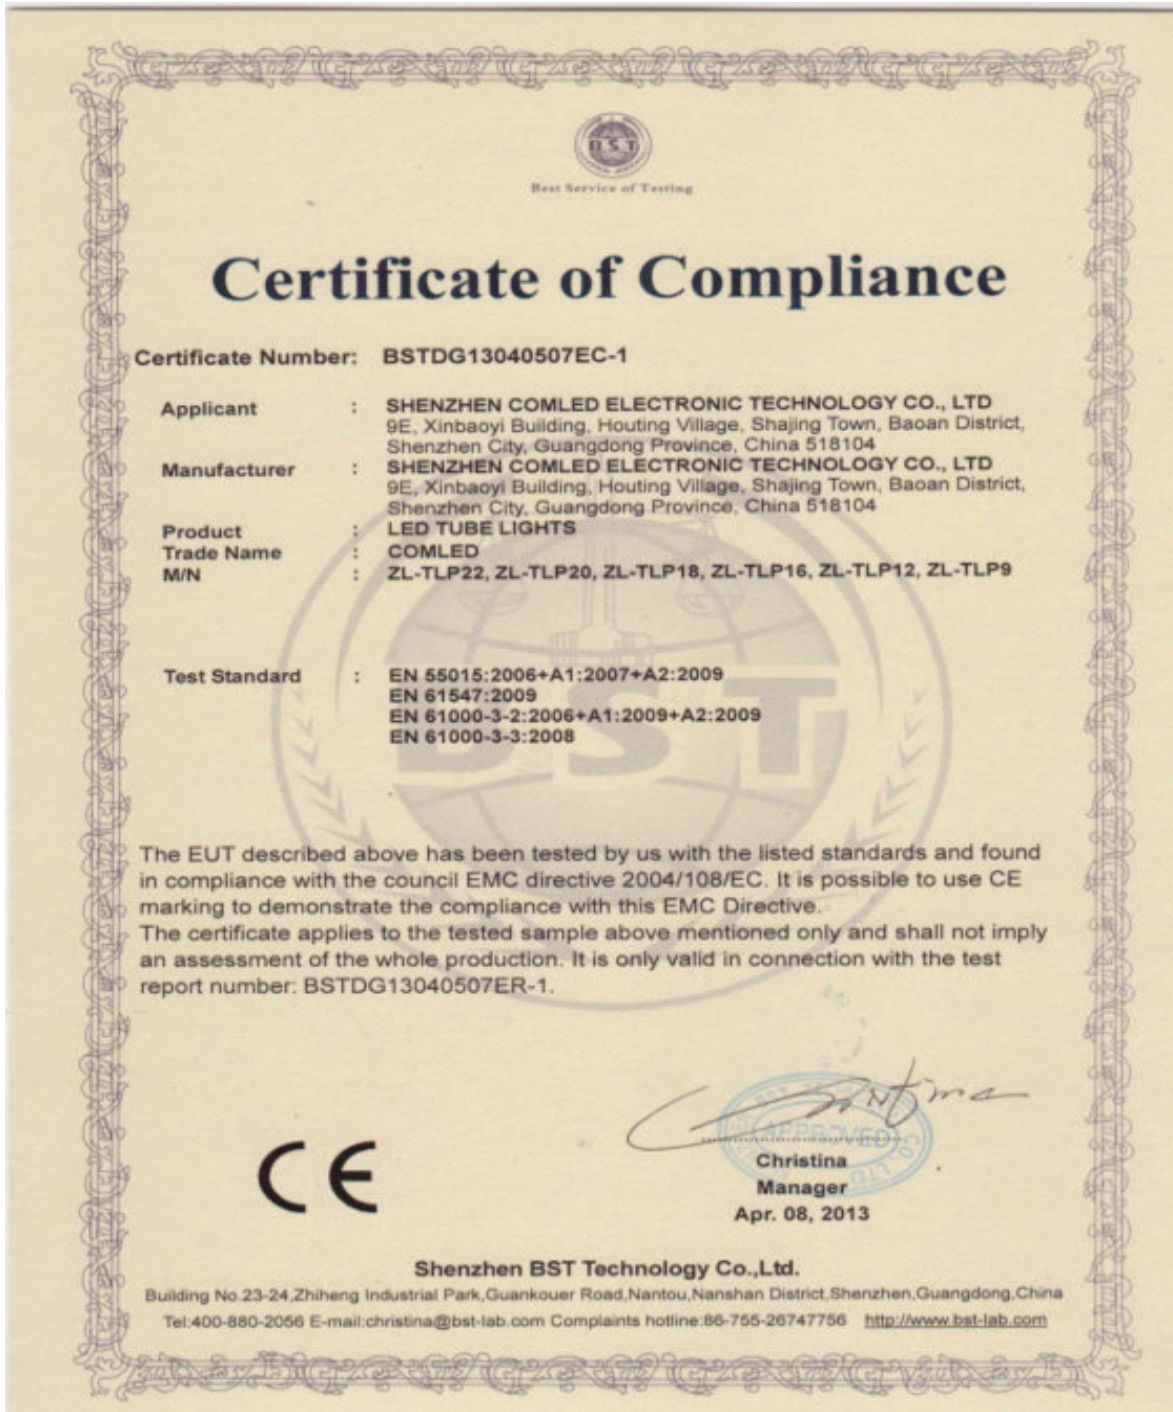 BST
Best Service of Testing
Certificate of Compliance
Certificate Number: BSTDG13040507EC-1
Applicant : SHENZHEN COMLED ELECTRONIC TECHNOLOGY CO., LTD
9E, Xinbaoyi Building, Houting Village, Shajing Town, Baoan District,
Shenzhen City, Guangdong Province, China 518104
Manufacturer : SHENZHEN COMLED ELECTRONIC TECHNOLOGY CO., LTD
9E, Xinbaoyi Building, Houting Village, Shajing Town, Baoan District,
Shenzhen City, Guangdong Province, China 518104
Product : LED TUBE LIGHTS
Trade Name : COMLED
M/N : ZL-TLP22, ZL-TLP20, ZL-TLP18, ZL-TLP16, ZL-TLP12, ZL-TLP9
Test Standard : EN 55015:2006+A1:2007+A2:2009
EN 61547:2009
EN 61000-3-2:2006+A1:2009+A2:2009
EN 61000-3-3:2008
BST
The EUT described above has been tested by us with the listed standards and found
in compliance with the council EMC directive 2004/108/EC. It is possible to use CE
marking to demonstrate the compliance with this EMC Directive.
The certificate applies to the tested sample above mentioned only and shall not imply
an assessment of the whole production. It is only valid in connection with the test
report number: BSTDG13040507ER-1.
CE
APPROVED
CO., LTD
Christina
Manager
Apr. 08, 2013
Shenzhen BST Technology Co.,Ltd.
Building No.23-24,Zhiheng Industrial Park,Guankouer Road,Nantou,Nanshan District,Shenzhen,Guangdong,China
Tel:400-880-2056 E-mail:christina@bst-lab.com Complaints hotline:86-755-26747756 http://www.bst-lab.com